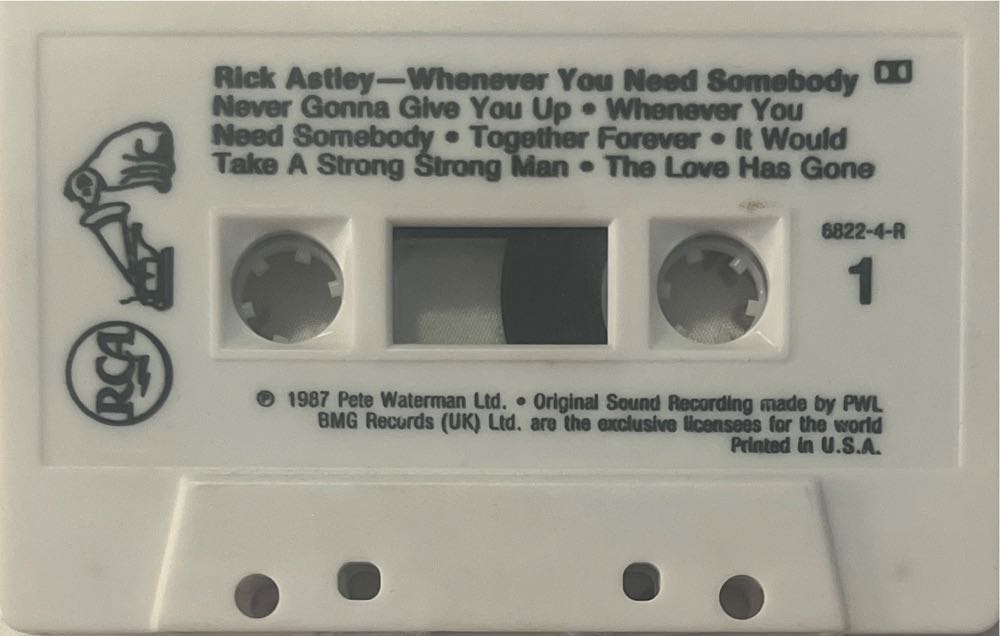 Rick Astley—Whenever You Need Somebody
Never Gonna Give You Up • Whenever You
Need Somebody • Together Forever • It Would
Take A Strong Strong Man • The Love Has Gone
6822-4-R
1
RCA
℗ 1987 Pete Waterman Ltd. • Original Sound Recording made by PWL
BMG Records (UK) Ltd. are the exclusive licensees for the world
Printed in U.S.A.